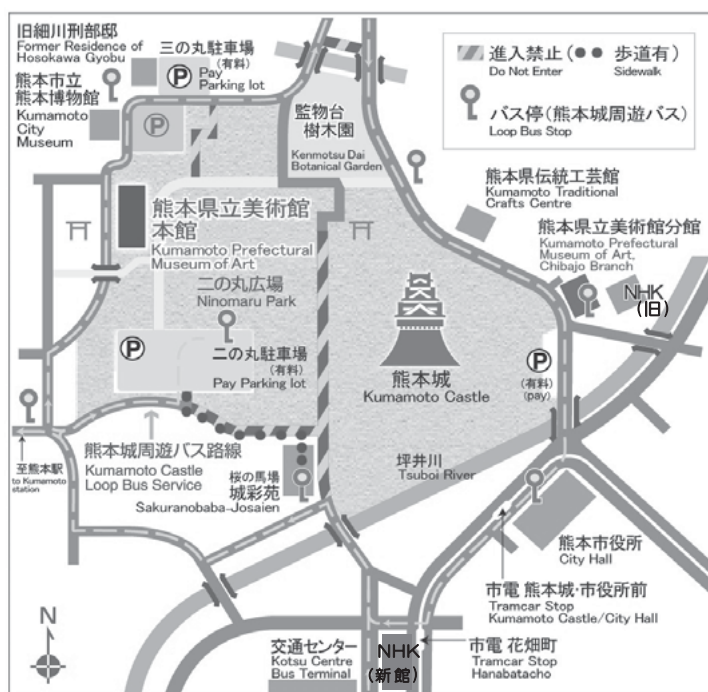 旧細川刑部邸
Former Residence of
Hosokawa Gyobu
三の丸駐車場
(有料)
Pay
Parking lot
P
熊本市立
熊本博物館
Kumamoto
City
Museum
P
進入禁止(●● 歩道有)
Do Not Enter
Sidewalk
バス停(熊本城周遊バス)
Loop Bus Stop
監物台
樹木園
Kenmotsu Dai
Botanical Garden
熊本県伝統工芸館
Kumamoto Traditional
Crafts Centre
熊本県立美術館分館
Kumamoto Prefectural
Museum of Art,
Chibajo Branch
NHK
(旧)
熊本県立美術館
本館
Kumamoto Prefectural
Museum of Art
二の丸広場
Ninomaru Park
P
二の丸駐車場
(有料)
Pay Parking lot
熊本城
Kumamoto Castle
P
(有料)
(pay)
至熊本駅
to Kumamoto
station
熊本城周遊バス路線
Kumamoto Castle
Loop Bus Service
桜の馬場
城彩苑
Sakuranobaba-Josaien
坪井川
Tsuboi River
熊本市役所
City Hall
市電 熊本城・市役所前
Tramcar Stop
Kumamoto Castle/City Hall
N
交通センター
Kotsu Centre
Bus Terminal
NHK
(新館)
市電 花畑町
Tramcar Stop
Hanabatacho